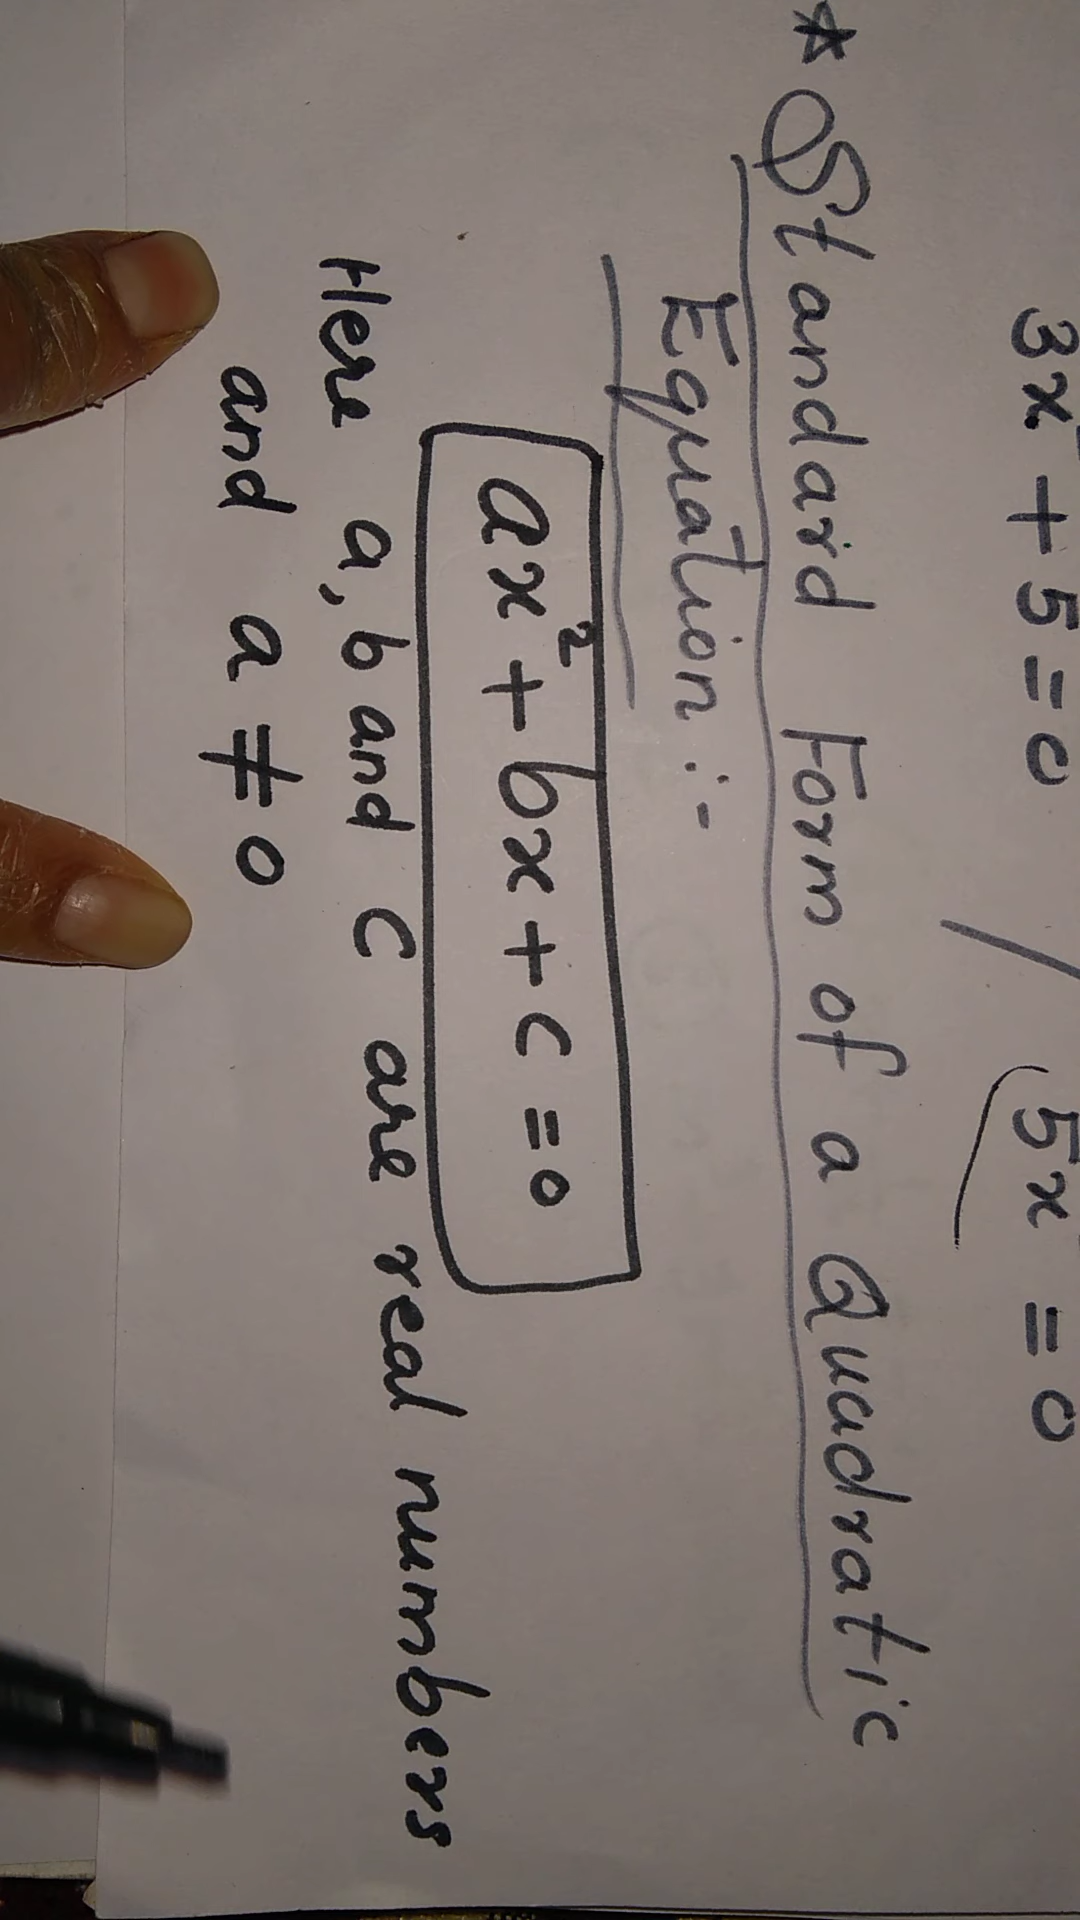 3x² + 5 = 0 / 5x² = 0
* Standard Form of a Quadratic
Equation :-
ax² + bx + c = 0
Here a, b and c are real numbers
and a ≠ 0